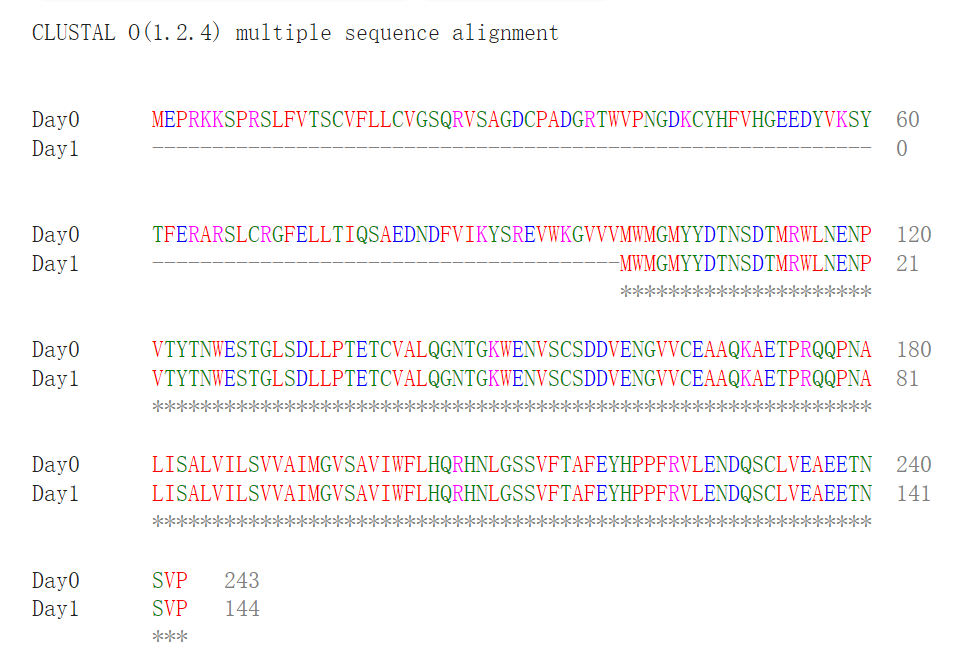 CLUSTAL O(1.2.4) multiple sequence alignment
Day0 MEPRKKSPRSLFVTSCVFLLCVGSQRVSAGDCPADGRTWVPNGDKCYHFVHGEEDYVKSY 60
Day1 ------------------------------------------------------------ 0
Day0 TFERARSLCRGFELLTIQSAEDNDFVIKYSREVWKGVVVMWMGMYYDTNSDTMRWLNENP 120
Day1 ---------------------------------------MWMGMYYDTNSDTMRWLNENP 21
*********************
Day0 VTYTNWESTGLSDLLPTETCVALQGNTGKWENVSCSDDVENGVVCEAAQKAETPRQQPNA 180
Day1 VTYTNWESTGLSDLLPTETCVALQGNTGKWENVSCSDDVENGVVCEAAQKAETPRQQPNA 81
************************************************************
Day0 LISALVILSVVAIMGVSAVIWFLHQRHNLGSSVFTAFEYHPPFRVLENDQSCLVEAEETN 240
Day1 LISALVILSVVAIMGVSAVIWFLHQRHNLGSSVFTAFEYHPPFRVLENDQSCLVEAEETN 141
************************************************************
Day0 SVP 243
Day1 SVP 144
***